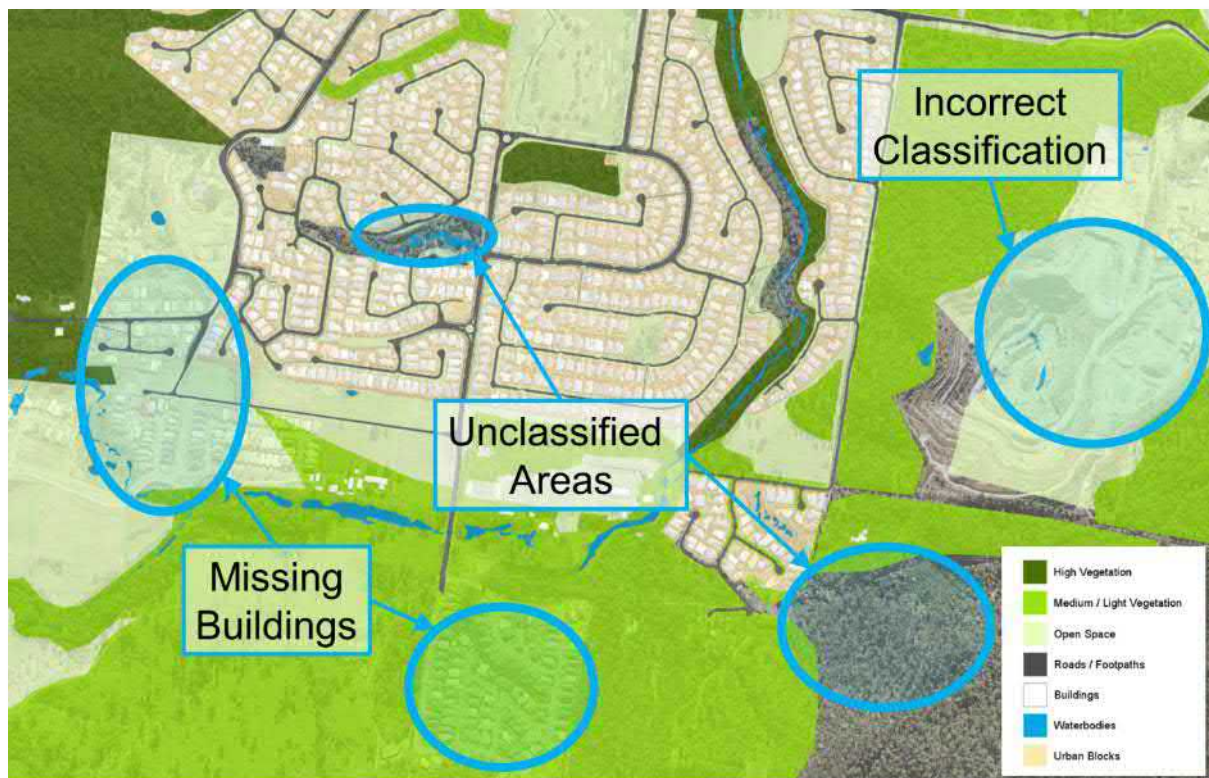 Incorrect
Classification
Unclassified
Areas
Missing
Buildings
High Vegetation
Medium / Light Vegetation
Open Space
Roads / Footpaths
Buildings
Waterbodies
Urban Blocks